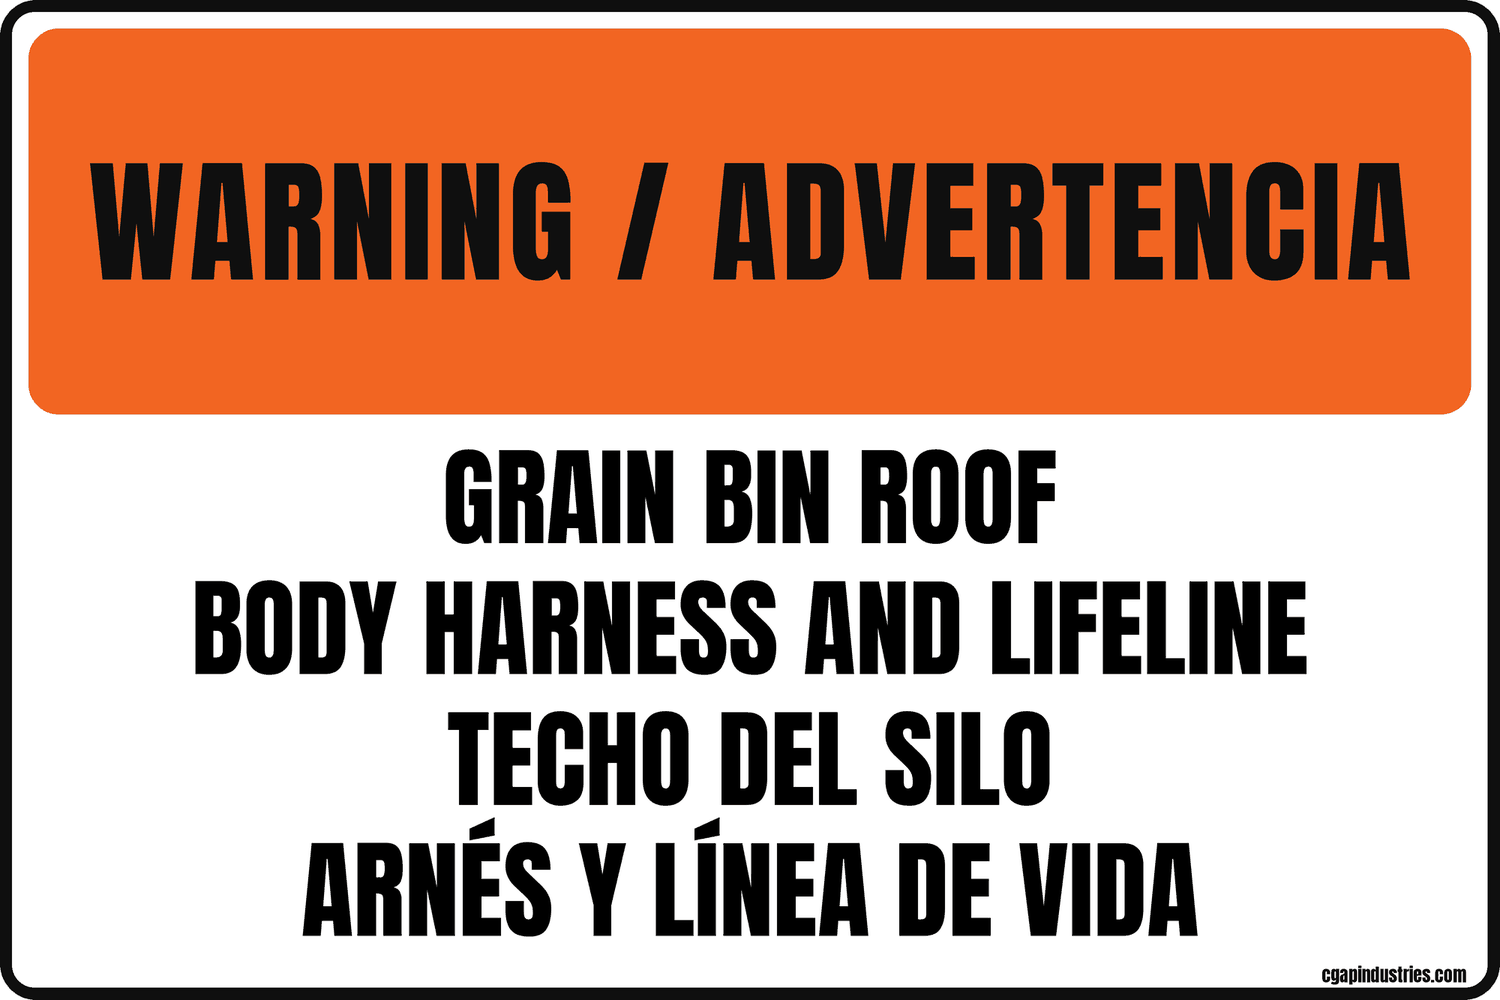 WARNING / ADVERTENCIA
GRAIN BIN ROOF
BODY HARNESS AND LIFELINE
TECHO DEL SILO
ARNÉS Y LÍNEA DE VIDA
cgapindustries.com